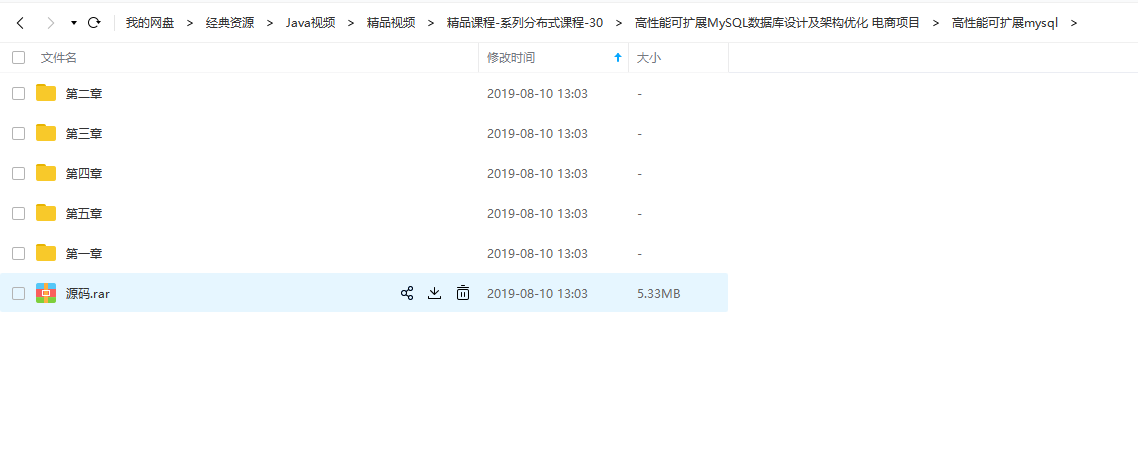 我的网盘 > 经典资源 > Java视频 > 精品视频 > 精品课程-系列分布式课程-30 > 高性能可扩展MySQL数据库设计及架构优化 电商项目 > 高性能可扩展mysql >
文件名 修改时间 大小
第二章 2019-08-10 13:03 -
第三章 2019-08-10 13:03 -
第四章 2019-08-10 13:03 -
第五章 2019-08-10 13:03 -
第一章 2019-08-10 13:03 -
源码.rar 2019-08-10 13:03 5.33MB